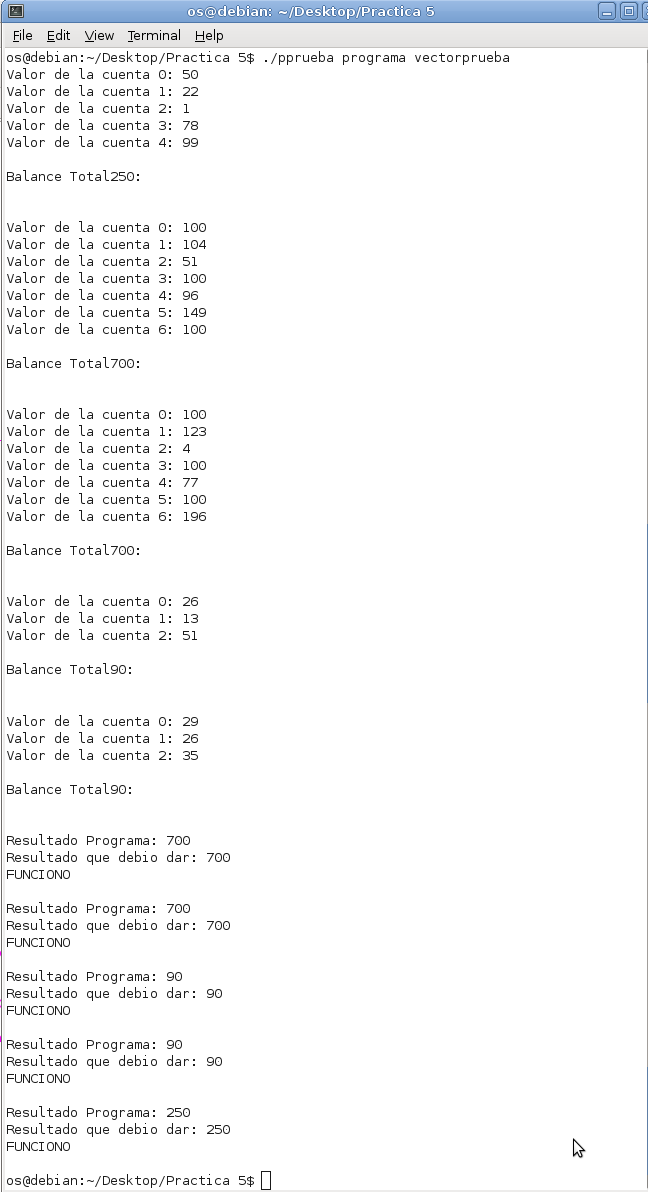 os@debian: ~/Desktop/Practica 5
File Edit View Terminal Help
os@debian:~/Desktop/Practica 5$ ./pprueba programa vectorprueba
Valor de la cuenta 0: 50
Valor de la cuenta 1: 22
Valor de la cuenta 2: 1
Valor de la cuenta 3: 78
Valor de la cuenta 4: 99
Balance Total250:
Valor de la cuenta 0: 100
Valor de la cuenta 1: 104
Valor de la cuenta 2: 51
Valor de la cuenta 3: 100
Valor de la cuenta 4: 96
Valor de la cuenta 5: 149
Valor de la cuenta 6: 100
Balance Total700:
Valor de la cuenta 0: 100
Valor de la cuenta 1: 123
Valor de la cuenta 2: 4
Valor de la cuenta 3: 100
Valor de la cuenta 4: 77
Valor de la cuenta 5: 100
Valor de la cuenta 6: 196
Balance Total700:
Valor de la cuenta 0: 26
Valor de la cuenta 1: 13
Valor de la cuenta 2: 51
Balance Total90:
Valor de la cuenta 0: 29
Valor de la cuenta 1: 26
Valor de la cuenta 2: 35
Balance Total90:
Resultado Programa: 700
Resultado que debio dar: 700
FUNCIONO
Resultado Programa: 700
Resultado que debio dar: 700
FUNCIONO
Resultado Programa: 90
Resultado que debio dar: 90
FUNCIONO
Resultado Programa: 90
Resultado que debio dar: 90
FUNCIONO
Resultado Programa: 250
Resultado que debio dar: 250
FUNCIONO
os@debian:~/Desktop/Practica 5$